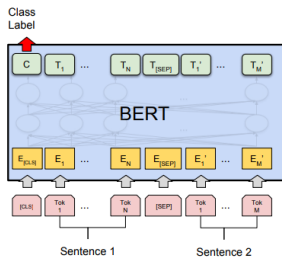 Class
Label
C T1 ... TN T[SEP] T1' ... TM'
BERT
E[CLS] E1 ... EN E[SEP] E1' ... EM'
[CLS] Tok 1 ... Tok N [SEP] Tok 1 ... Tok M
Sentence 1 Sentence 2